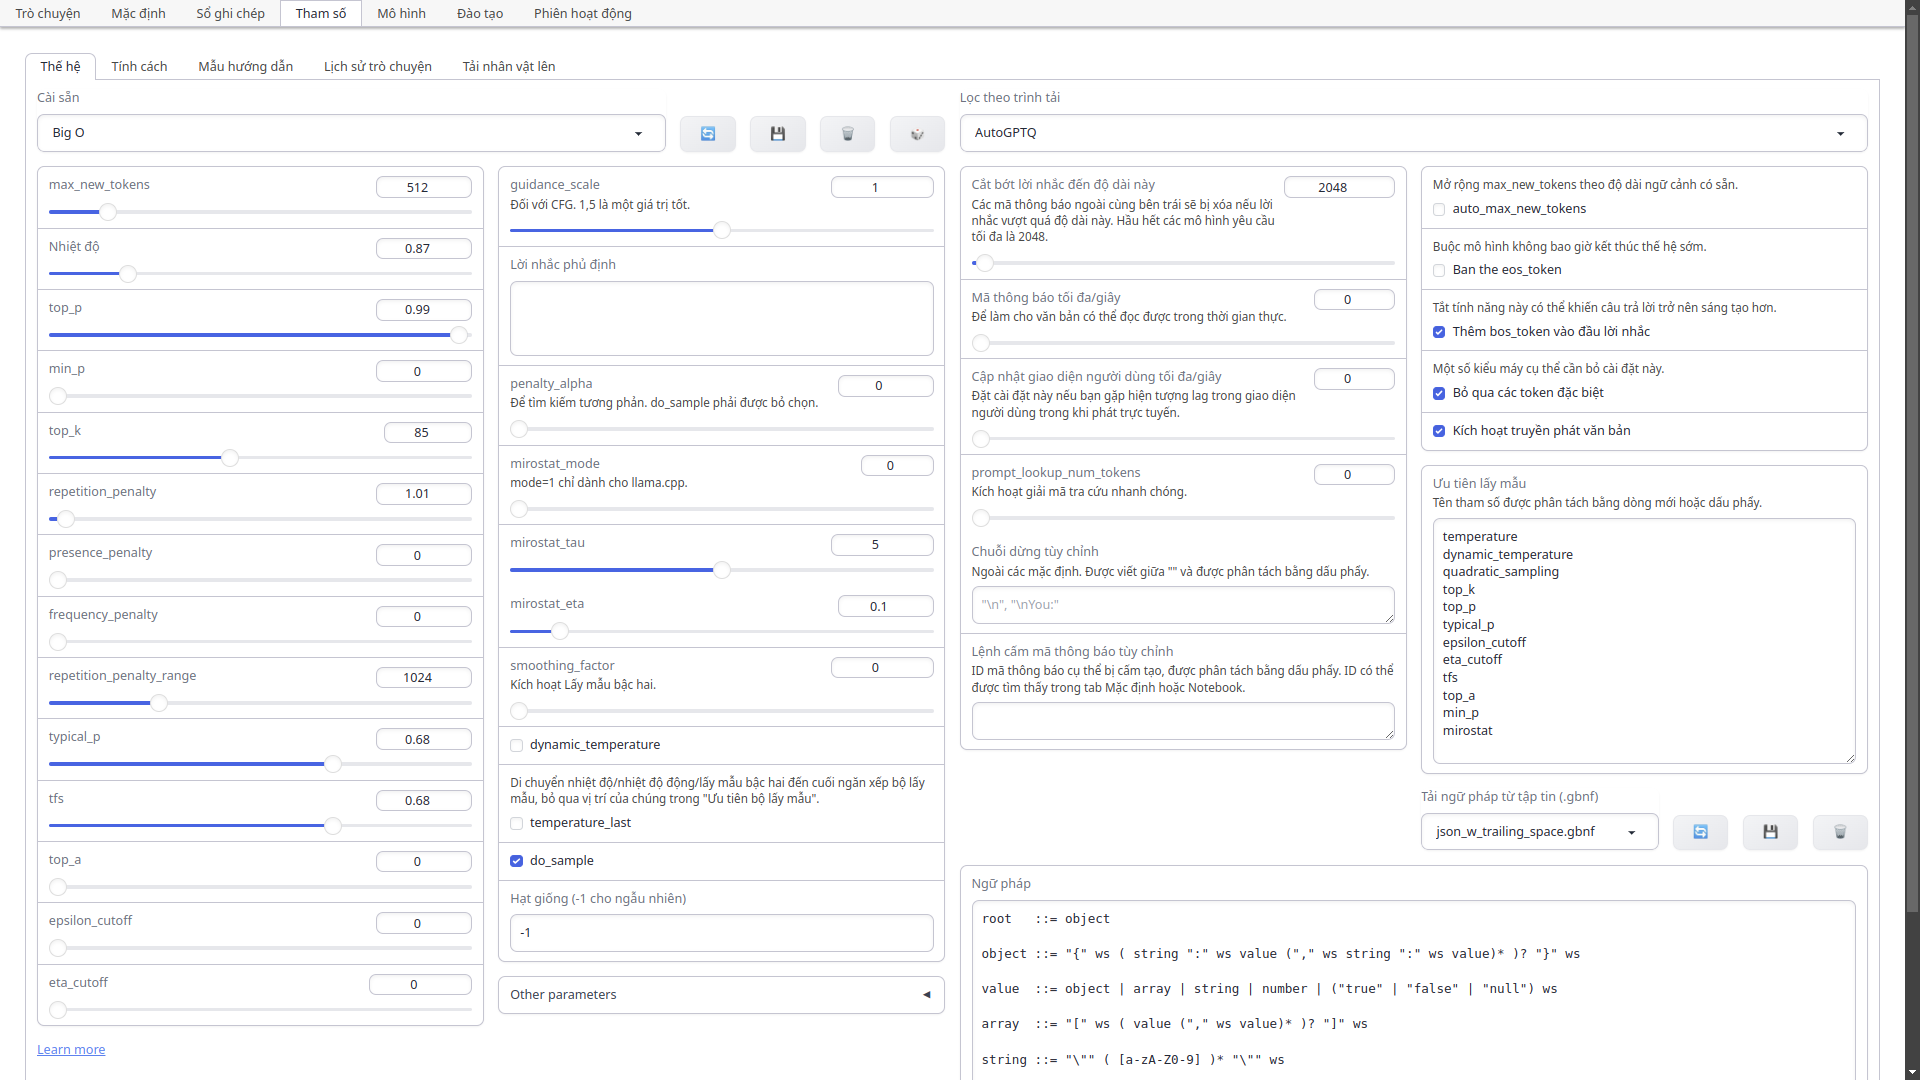 Trò chuyện
Mặc định
Sổ ghi chép
Tham số
Mô hình
Đào tạo
Phiên hoạt động
Thế hệ
Tính cách
Mẫu hướng dẫn
Lịch sử trò chuyện
Tải nhân vật lên
Cài sẵn
Big O
Lọc theo trình tải
AutoGPTQ
max_new_tokens
512
Nhiệt độ
0.87
top_p
0.99
min_p
0
top_k
85
repetition_penalty
1.01
presence_penalty
0
frequency_penalty
0
repetition_penalty_range
1024
typical_p
0.68
tfs
0.68
top_a
0
epsilon_cutoff
0
eta_cutoff
0
Learn more
guidance_scale
1
Đối với CFG. 1,5 là một giá trị tốt.
Lời nhắc phủ định
penalty_alpha
0
Để tìm kiếm tương phản. do_sample phải được bỏ chọn.
mirostat_mode
0
mode=1 chỉ dành cho llama.cpp.
mirostat_tau
5
mirostat_eta
0.1
smoothing_factor
0
Kích hoạt Lấy mẫu bậc hai.
dynamic_temperature
Di chuyển nhiệt độ/nhiệt độ động/lấy mẫu bậc hai đến cuối ngăn xếp bộ lấy
mẫu, bỏ qua vị trí của chúng trong "Ưu tiên bộ lấy mẫu".
temperature_last
do_sample
Hạt giống (-1 cho ngẫu nhiên)
-1
Other parameters
Cắt bớt lời nhắc đến độ dài này
2048
Các mã thông báo ngoài cùng bên trái sẽ bị xóa nếu lời
nhắc vượt quá độ dài này. Hầu hết các mô hình yêu cầu
tối đa là 2048.
Mã thông báo tối đa/giây
0
Để làm cho văn bản có thể đọc được trong thời gian thực.
Cập nhật giao diện người dùng tối đa/giây
0
Đặt cài đặt này nếu bạn gặp hiện tượng lag trong giao diện
người dùng trong khi phát trực tuyến.
prompt_lookup_num_tokens
0
Kích hoạt giải mã tra cứu nhanh chóng.
Chuỗi dừng tùy chỉnh
Ngoài các mặc định. Được viết giữa "" và được phân tách bằng dấu phẩy.
"\n", "\nYou:"
Lệnh cấm mã thông báo tùy chỉnh
ID mã thông báo cụ thể bị cấm tạo, được phân tách bằng dấu phẩy. ID có thể
được tìm thấy trong tab Mặc định hoặc Notebook.
Mở rộng max_new_tokens theo độ dài ngữ cảnh có sẵn.
auto_max_new_tokens
Buộc mô hình không bao giờ kết thúc thế hệ sớm.
Ban the eos_token
Tắt tính năng này có thể khiến câu trả lời trở nên sáng tạo hơn.
Thêm bos_token vào đầu lời nhắc
Một số kiểu máy cụ thể cần bỏ cài đặt này.
Bỏ qua các token đặc biệt
Kích hoạt truyền phát văn bản
Ưu tiên lấy mẫu
Tên tham số được phân tách bằng dòng mới hoặc dấu phẩy.
temperature
dynamic_temperature
quadratic_sampling
top_k
top_p
typical_p
epsilon_cutoff
eta_cutoff
tfs
top_a
min_p
mirostat
Tải ngữ pháp từ tập tin (.gbnf)
json_w_trailing_space.gbnf
Ngữ pháp
root   ::= object
object ::= "{" ws ( string ":" ws value ("," ws string ":" ws value)* )? "}" ws
value  ::= object | array | string | number | ("true" | "false" | "null") ws
array  ::= "[" ws ( value ("," ws value)* )? "]" ws
string ::= "\"" ( [a-zA-Z0-9] )* "\"" ws